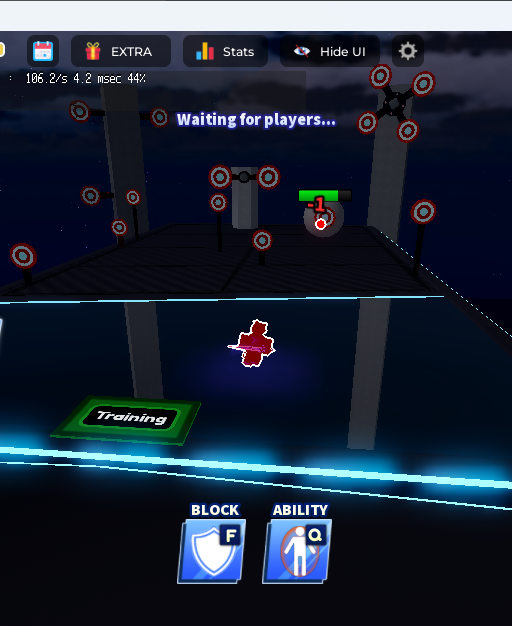 EXTRA
Stats
Hide UI
: 106.2/s 4.2 msec 44%
Waiting for players...
-1
Training
BLOCK
ABILITY
F
Q